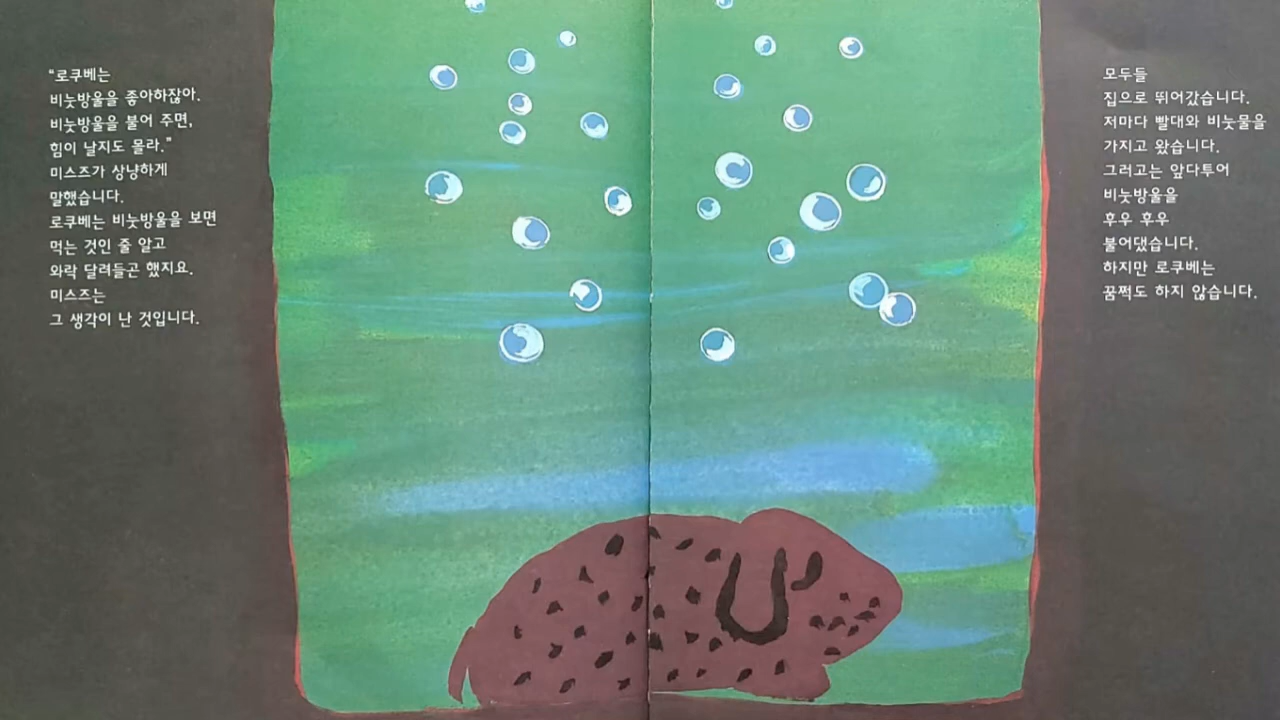 "로쿠베는
비눗방울을 좋아하잖아.
비눗방울을 불어 주면,
힘이 날지도 몰라."
미스즈가 상냥하게
말했습니다.
로쿠베는 비눗방울을 보면
먹는 것인 줄 알고
와락 달려들곤 했지요.
미스즈는
그 생각이 난 것입니다.
모두들
집으로 뛰어갔습니다.
저마다 빨대와 비눗물을
가지고 왔습니다.
그러고는 앞다투어
비눗방울을
후우 후우
불어댔습니다.
하지만 로쿠베는
꿈쩍도 하지 않습니다.